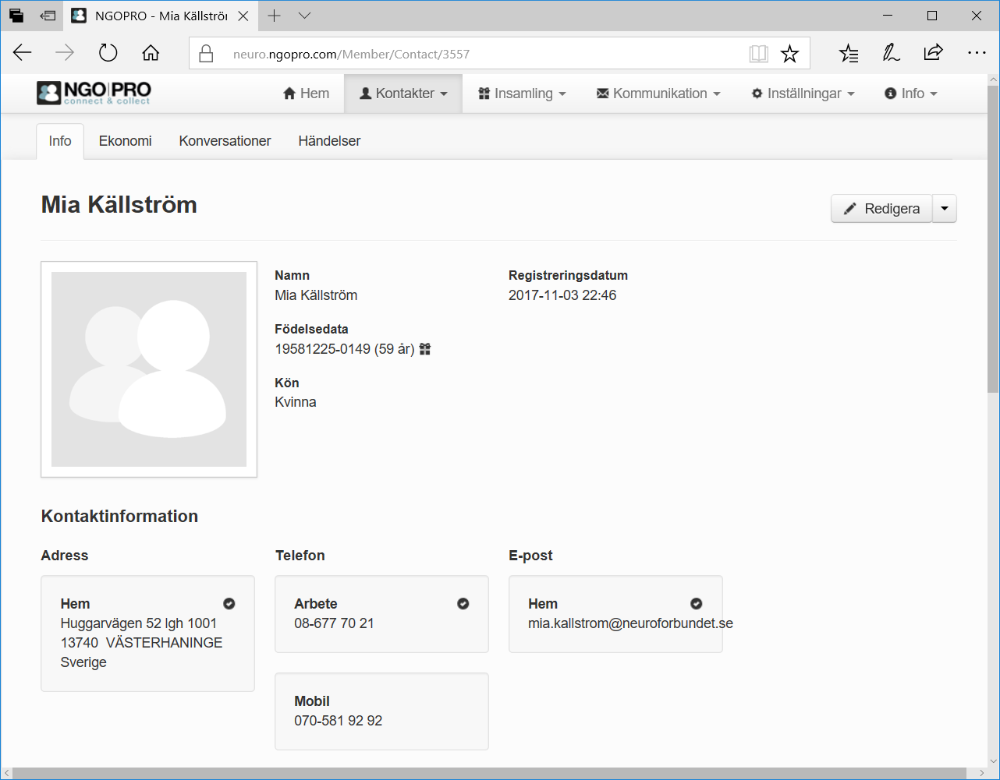 NGOPRO - Mia Källströr
neuro.ngopro.com/Member/Contact/3557
NGO|PRO
connect & collect
Hem
Kontakter
Insamling
Kommunikation
Inställningar
Info
Info
Ekonomi
Konversationer
Händelser
Mia Källström
Redigera
Namn
Mia Källström
Registreringsdatum
2017-11-03 22:46
Födelsedata
19581225-0149 (59 år)
Kön
Kvinna
Kontaktinformation
Adress
Hem
Huggarvägen 52 lgh 1001
13740 VÄSTERHANINGE
Sverige
Telefon
Arbete
08-677 70 21
Mobil
070-581 92 92
E-post
Hem
mia.kallstrom@neuroforbundet.se